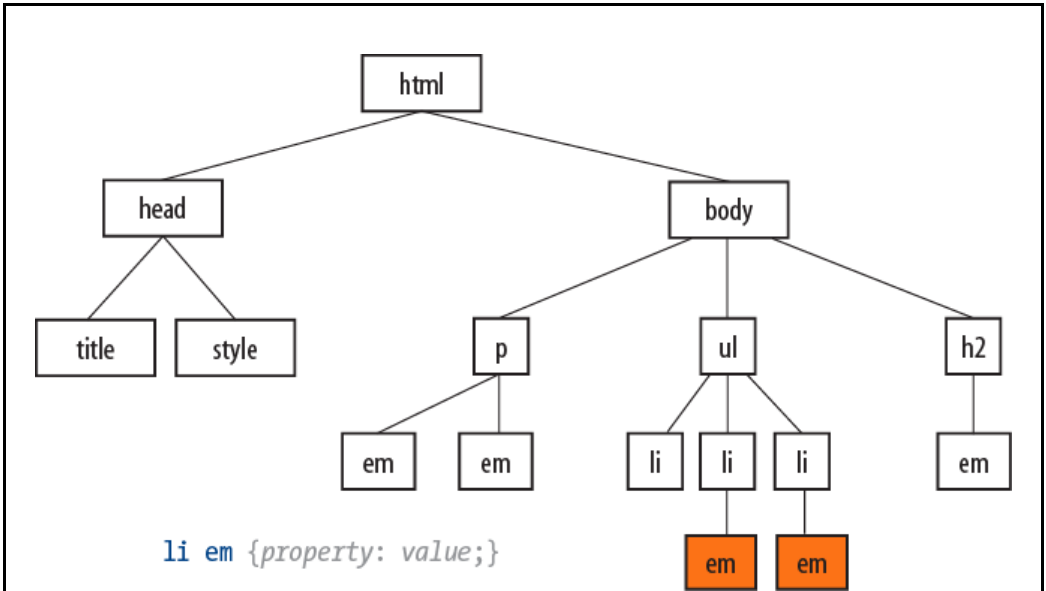 html
head body
title style p ul h2
em em li li li em
li em {property: value;} em em